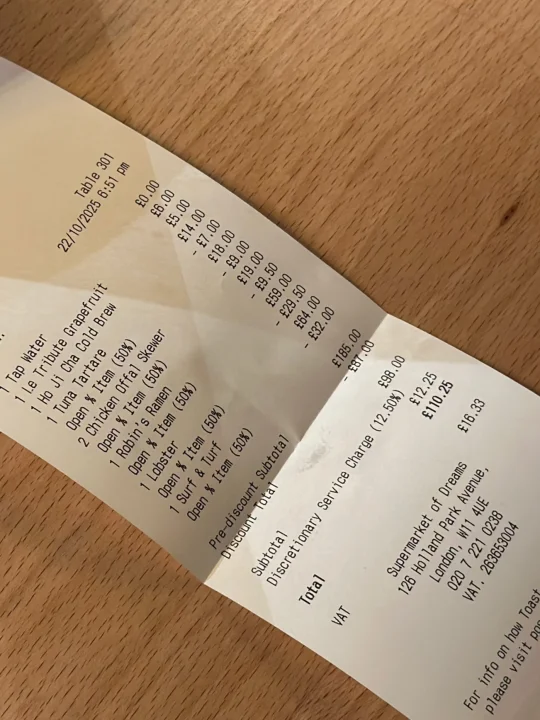 Table 301
22/10/2025 6:51 pm
1 Tap Water £0.00
1 Le Tribute Grapefruit £6.00
1 Ho Ji Cha Cold Brew £5.00
1 Tuna Tartare £14.00
Open % Item (50%) - £7.00
2 Chicken Offal Skewer £18.00
Open % Item (50%) - £9.00
1 Robin's Ramen £19.00
Open % Item (50%) - £9.50
1 Lobster £59.00
Open % Item (50%) - £29.50
1 Surf & Turf £64.00
Open % Item (50%) - £32.00
Pre-discount Subtotal £185.00
Discount Total - £87.00
Subtotal £98.00
Discretionary Service Charge (12.50%) £12.25
Total £110.25
VAT £16.33
Supermarket of Dreams
126 Holland Park Avenue,
London, W11 4UE
020 7 221 0238
VAT. 263653004
For info on how Toast
please visit